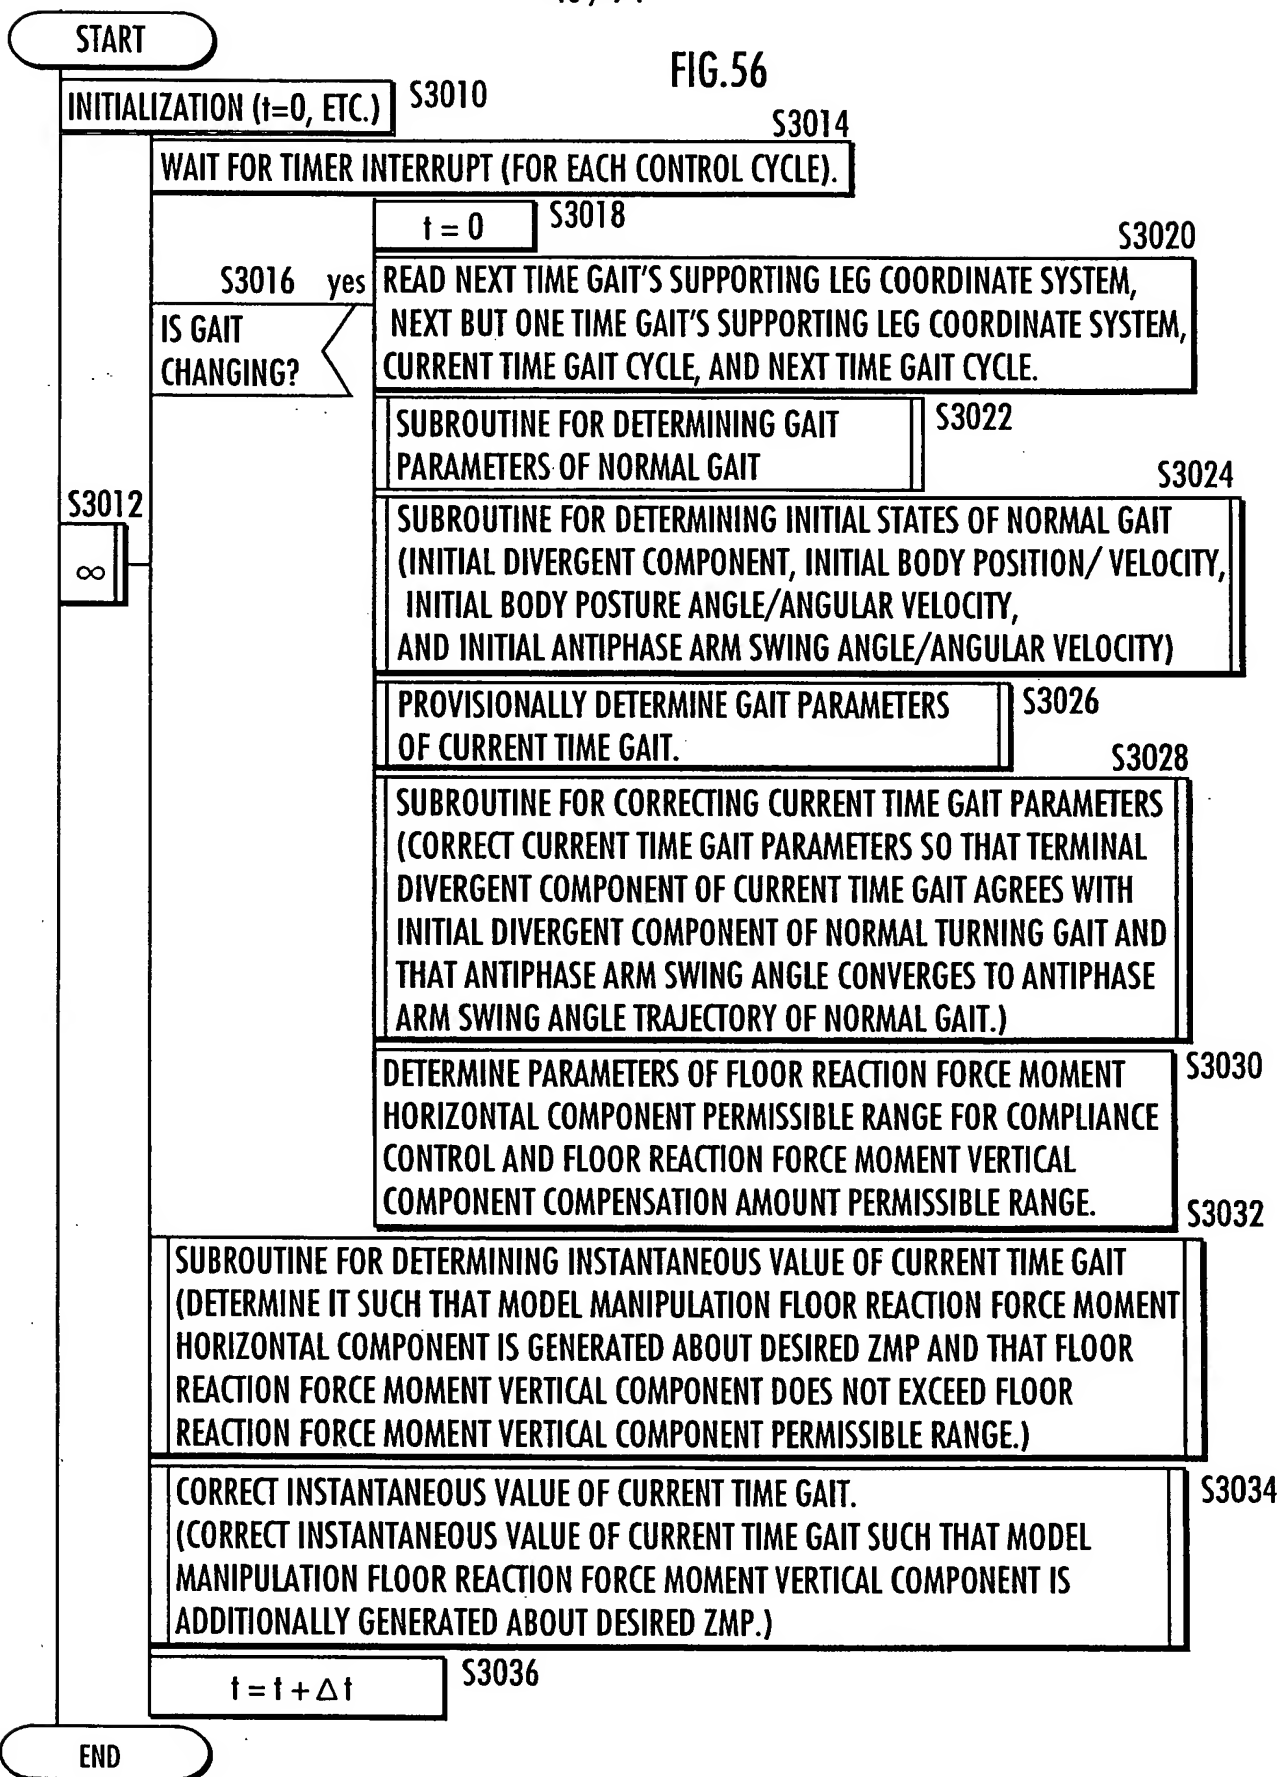 START
FIG.56
INITIALIZATION (t=0, ETC.)
S3010
S3014
WAIT FOR TIMER INTERRUPT (FOR EACH CONTROL CYCLE).
t = 0
S3018
S3020
S3016 yes
READ NEXT TIME GAIT'S SUPPORTING LEG COORDINATE SYSTEM,
NEXT BUT ONE TIME GAIT'S SUPPORTING LEG COORDINATE SYSTEM,
CURRENT TIME GAIT CYCLE, AND NEXT TIME GAIT CYCLE.
IS GAIT
CHANGING?
SUBROUTINE FOR DETERMINING GAIT
PARAMETERS OF NORMAL GAIT
S3022
S3024
S3012
∞
SUBROUTINE FOR DETERMINING INITIAL STATES OF NORMAL GAIT
(INITIAL DIVERGENT COMPONENT, INITIAL BODY POSITION/ VELOCITY,
INITIAL BODY POSTURE ANGLE/ANGULAR VELOCITY,
AND INITIAL ANTIPHASE ARM SWING ANGLE/ANGULAR VELOCITY)
PROVISIONALLY DETERMINE GAIT PARAMETERS
OF CURRENT TIME GAIT.
S3026
S3028
SUBROUTINE FOR CORRECTING CURRENT TIME GAIT PARAMETERS
(CORRECT CURRENT TIME GAIT PARAMETERS SO THAT TERMINAL
DIVERGENT COMPONENT OF CURRENT TIME GAIT AGREES WITH
INITIAL DIVERGENT COMPONENT OF NORMAL TURNING GAIT AND
THAT ANTIPHASE ARM SWING ANGLE CONVERGES TO ANTIPHASE
ARM SWING ANGLE TRAJECTORY OF NORMAL GAIT.)
S3030
DETERMINE PARAMETERS OF FLOOR REACTION FORCE MOMENT
HORIZONTAL COMPONENT PERMISSIBLE RANGE FOR COMPLIANCE
CONTROL AND FLOOR REACTION FORCE MOMENT VERTICAL
COMPONENT COMPENSATION AMOUNT PERMISSIBLE RANGE.
S3032
SUBROUTINE FOR DETERMINING INSTANTANEOUS VALUE OF CURRENT TIME GAIT
(DETERMINE IT SUCH THAT MODEL MANIPULATION FLOOR REACTION FORCE MOMENT
HORIZONTAL COMPONENT IS GENERATED ABOUT DESIRED ZMP AND THAT FLOOR
REACTION FORCE MOMENT VERTICAL COMPONENT DOES NOT EXCEED FLOOR
REACTION FORCE MOMENT VERTICAL COMPONENT PERMISSIBLE RANGE.)
S3034
CORRECT INSTANTANEOUS VALUE OF CURRENT TIME GAIT.
(CORRECT INSTANTANEOUS VALUE OF CURRENT TIME GAIT SUCH THAT MODEL
MANIPULATION FLOOR REACTION FORCE MOMENT VERTICAL COMPONENT IS
ADDITIONALLY GENERATED ABOUT DESIRED ZMP.)
t = t + Δt
S3036
END